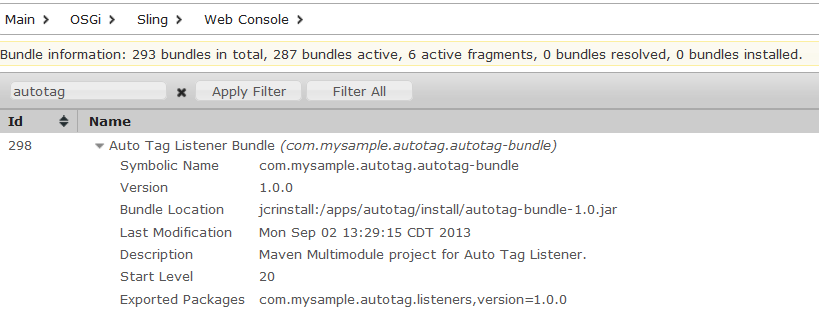 Main > OSGi > Sling > Web Console >
Bundle information: 293 bundles in total, 287 bundles active, 6 active fragments, 0 bundles resolved, 0 bundles installed.
autotag Apply Filter Filter All
Id Name
298 Auto Tag Listener Bundle (com.mysample.autotag.autotag-bundle)
Symbolic Name com.mysample.autotag.autotag-bundle
Version 1.0.0
Bundle Location jcrinstall:/apps/autotag/install/autotag-bundle-1.0.jar
Last Modification Mon Sep 02 13:29:15 CDT 2013
Description Maven Multimodule project for Auto Tag Listener.
Start Level 20
Exported Packages com.mysample.autotag.listeners,version=1.0.0